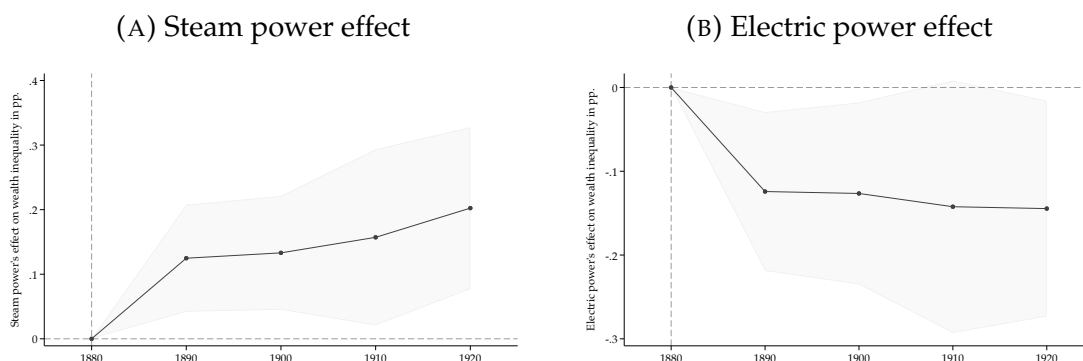 (A) Steam power effect
Steam power's effect on wealth inequality in pp.
.4
.3
.2
.1
0
1880 1890 1900 1910 1920
(B) Electric power effect
Electric power's effect on wealth inequality in pp.
0
-.1
-.2
-.3
1880 1890 1900 1910 1920